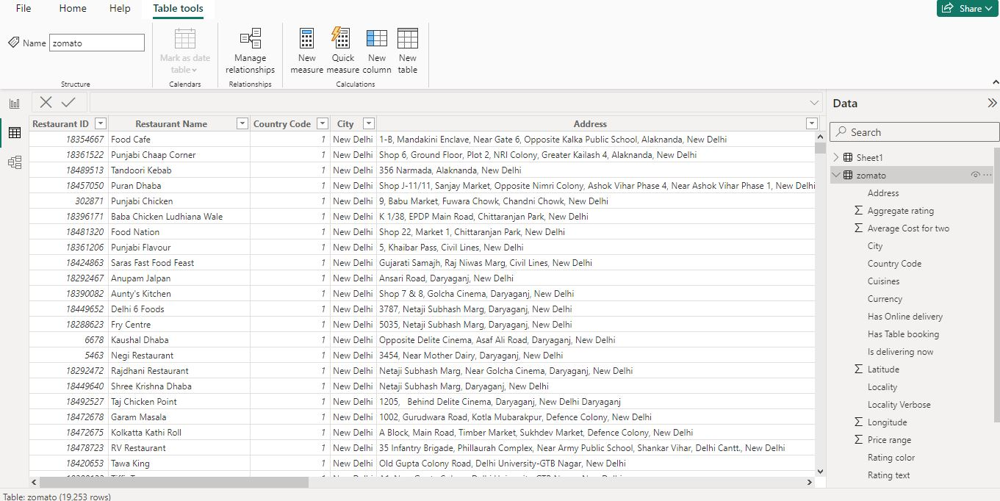 File Home Help Table tools Share
Name zomato
Mark as date table
Manage relationships
New measure
Quick measure
New column
New table
Structure Calendars Relationships Calculations
Restaurant ID Restaurant Name Country Code City Address
18354667 Food Cafe 1 New Delhi 1-B, Mandakini Enclave, Near Gate 6, Opposite Kalka Public School, Alaknanda, New Delhi
18361522 Punjabi Chaap Corner 1 New Delhi Shop 6, Ground Floor, Plot 2, NRI Colony, Greater Kailash 4, Alaknanda, New Delhi
18489513 Tandoori Kebab 1 New Delhi 356 Narmada, Alaknanda, New Delhi
18457050 Puran Dhaba 1 New Delhi Shop J-11/11, Sanjay Market, Opposite Nimri Colony, Ashok Vihar Phase 4, Near Ashok Vihar Phase 1, New Delhi
302871 Punjabi Chicken 1 New Delhi 9, Babu Market, Fuwara Chowk, Chandni Chowk, New Delhi
18396171 Baba Chicken Ludhiana Wale 1 New Delhi K 1/38, EPDP Main Road, Chittaranjan Park, New Delhi
18481320 Food Nation 1 New Delhi Shop 22, Market 1, Chittaranjan Park, New Delhi
18361206 Punjabi Flavour 1 New Delhi 5, Khaibar Pass, Civil Lines, New Delhi
18424863 Saras Fast Food Feast 1 New Delhi Gujarati Samajh, Raj Niwas Marg, Civil Lines, New Delhi
18292467 Anupam Jalpan 1 New Delhi Ansari Road, Daryaganj, New Delhi
18390082 Aunty's Kitchen 1 New Delhi Shop 7 & 8, Golcha Cinema, Daryaganj, New Delhi
18449652 Delhi 6 Foods 1 New Delhi 3787, Netaji Subhash Marg, Daryaganj, New Delhi
18288623 Fry Centre 1 New Delhi 5035, Netaji Subhash Marg, Daryaganj, New Delhi
6678 Kaushal Dhaba 1 New Delhi Opposite Delite Cinema, Asaf Ali Road, Daryaganj, New Delhi
5463 Negi Restaurant 1 New Delhi 3454, Near Mother Dairy, Daryaganj, New Delhi
18292472 Rajdhani Restaurant 1 New Delhi Netaji Subhash Marg, Near Golcha Cinema, Daryaganj, New Delhi
18449640 Shree Krishna Dhaba 1 New Delhi Netaji Subhash Marg, Daryaganj, New Delhi
18492527 Taj Chicken Point 1 New Delhi 1205, Behind Delite Cinema, Daryaganj, New Delhi Daryaganj
18472678 Garam Masala 1 New Delhi 1002, Gurudwara Road, Kotla Mubarakpur, Defence Colony, New Delhi
18472675 Kolkatta Kathi Roll 1 New Delhi A Block, Main Road, Timber Market, Sukhdev Market, Defence Colony, New Delhi
18478723 RV Restaurant 1 New Delhi 35 Infantry Brigade, Phillaurah Complex, Near Army Public School, Shankar Vihar, Delhi Cantt., New Delhi
18420653 Tawa King 1 New Delhi Old Gupta Colony Road, Delhi University-GTB Nagar, New Delhi
Data
Search
Sheet1
zomato
Address
Aggregate rating
Average Cost for two
City
Country Code
Cuisines
Currency
Has Online delivery
Has Table booking
Is delivering now
Latitude
Locality
Locality Verbose
Longitude
Price range
Rating color
Rating text
Table: zomato (19,253 rows)